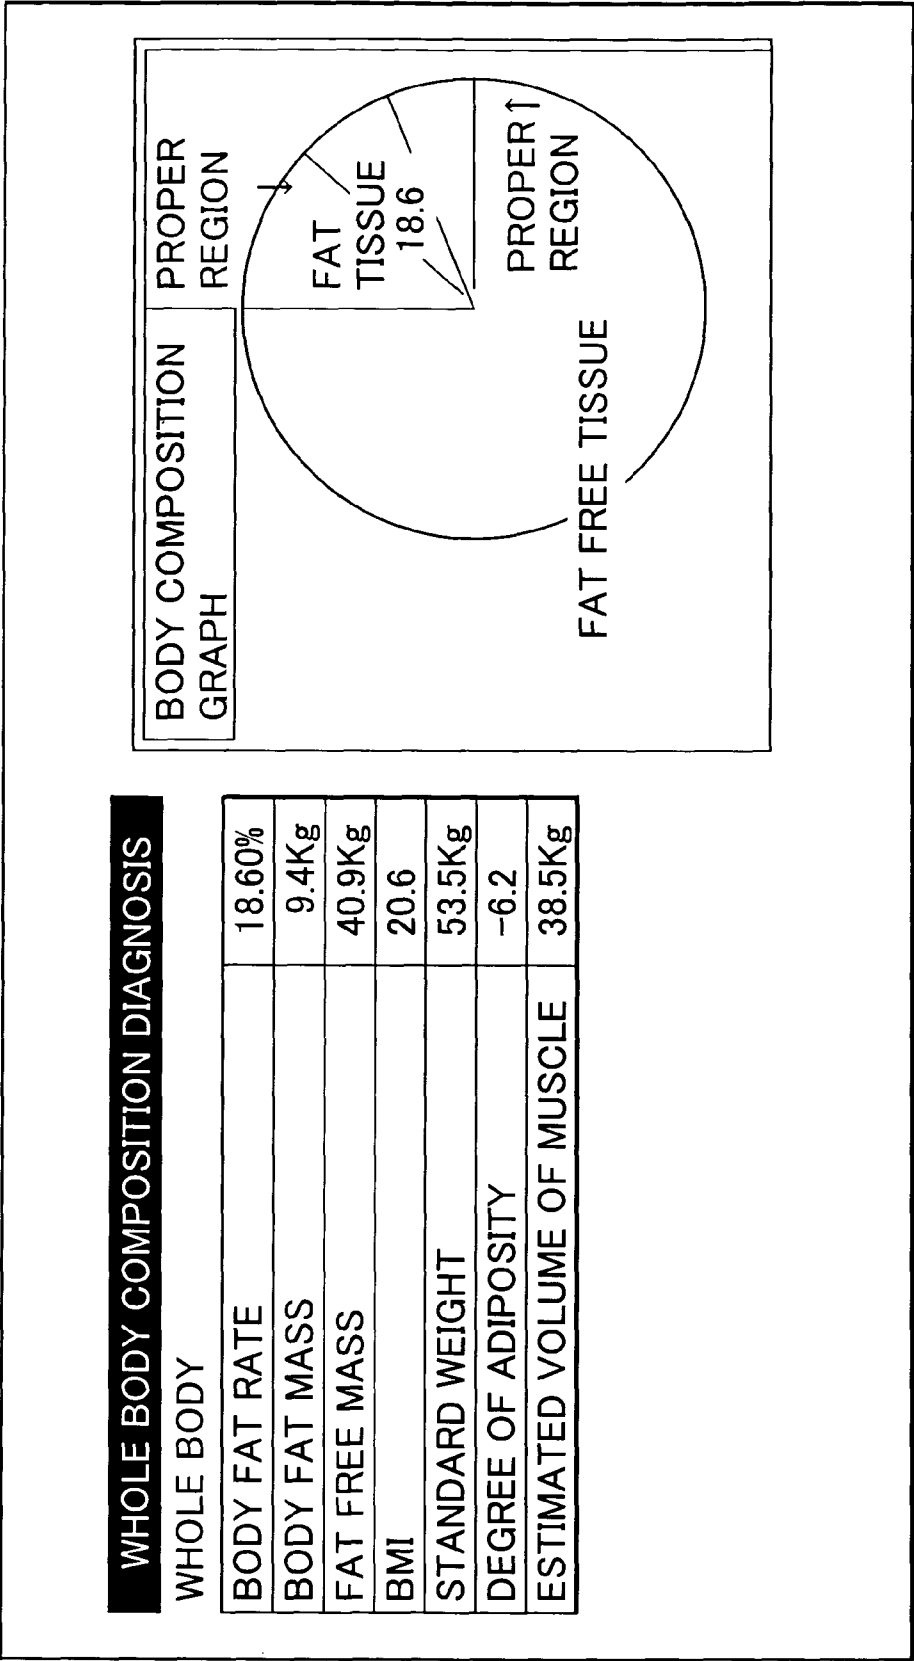 WHOLE BODY COMPOSITION DIAGNOSIS
WHOLE BODY
BODY FAT RATE 18.60%
BODY FAT MASS 9.4Kg
FAT FREE MASS 40.9Kg
BMI 20.6
STANDARD WEIGHT 53.5Kg
DEGREE OF ADIPOSITY -6.2
ESTIMATED VOLUME OF MUSCLE 38.5Kg
BODY COMPOSITION
GRAPH
PROPER
REGION
↓
FAT
TISSUE
18.6
PROPER
REGION
→
FAT FREE TISSUE